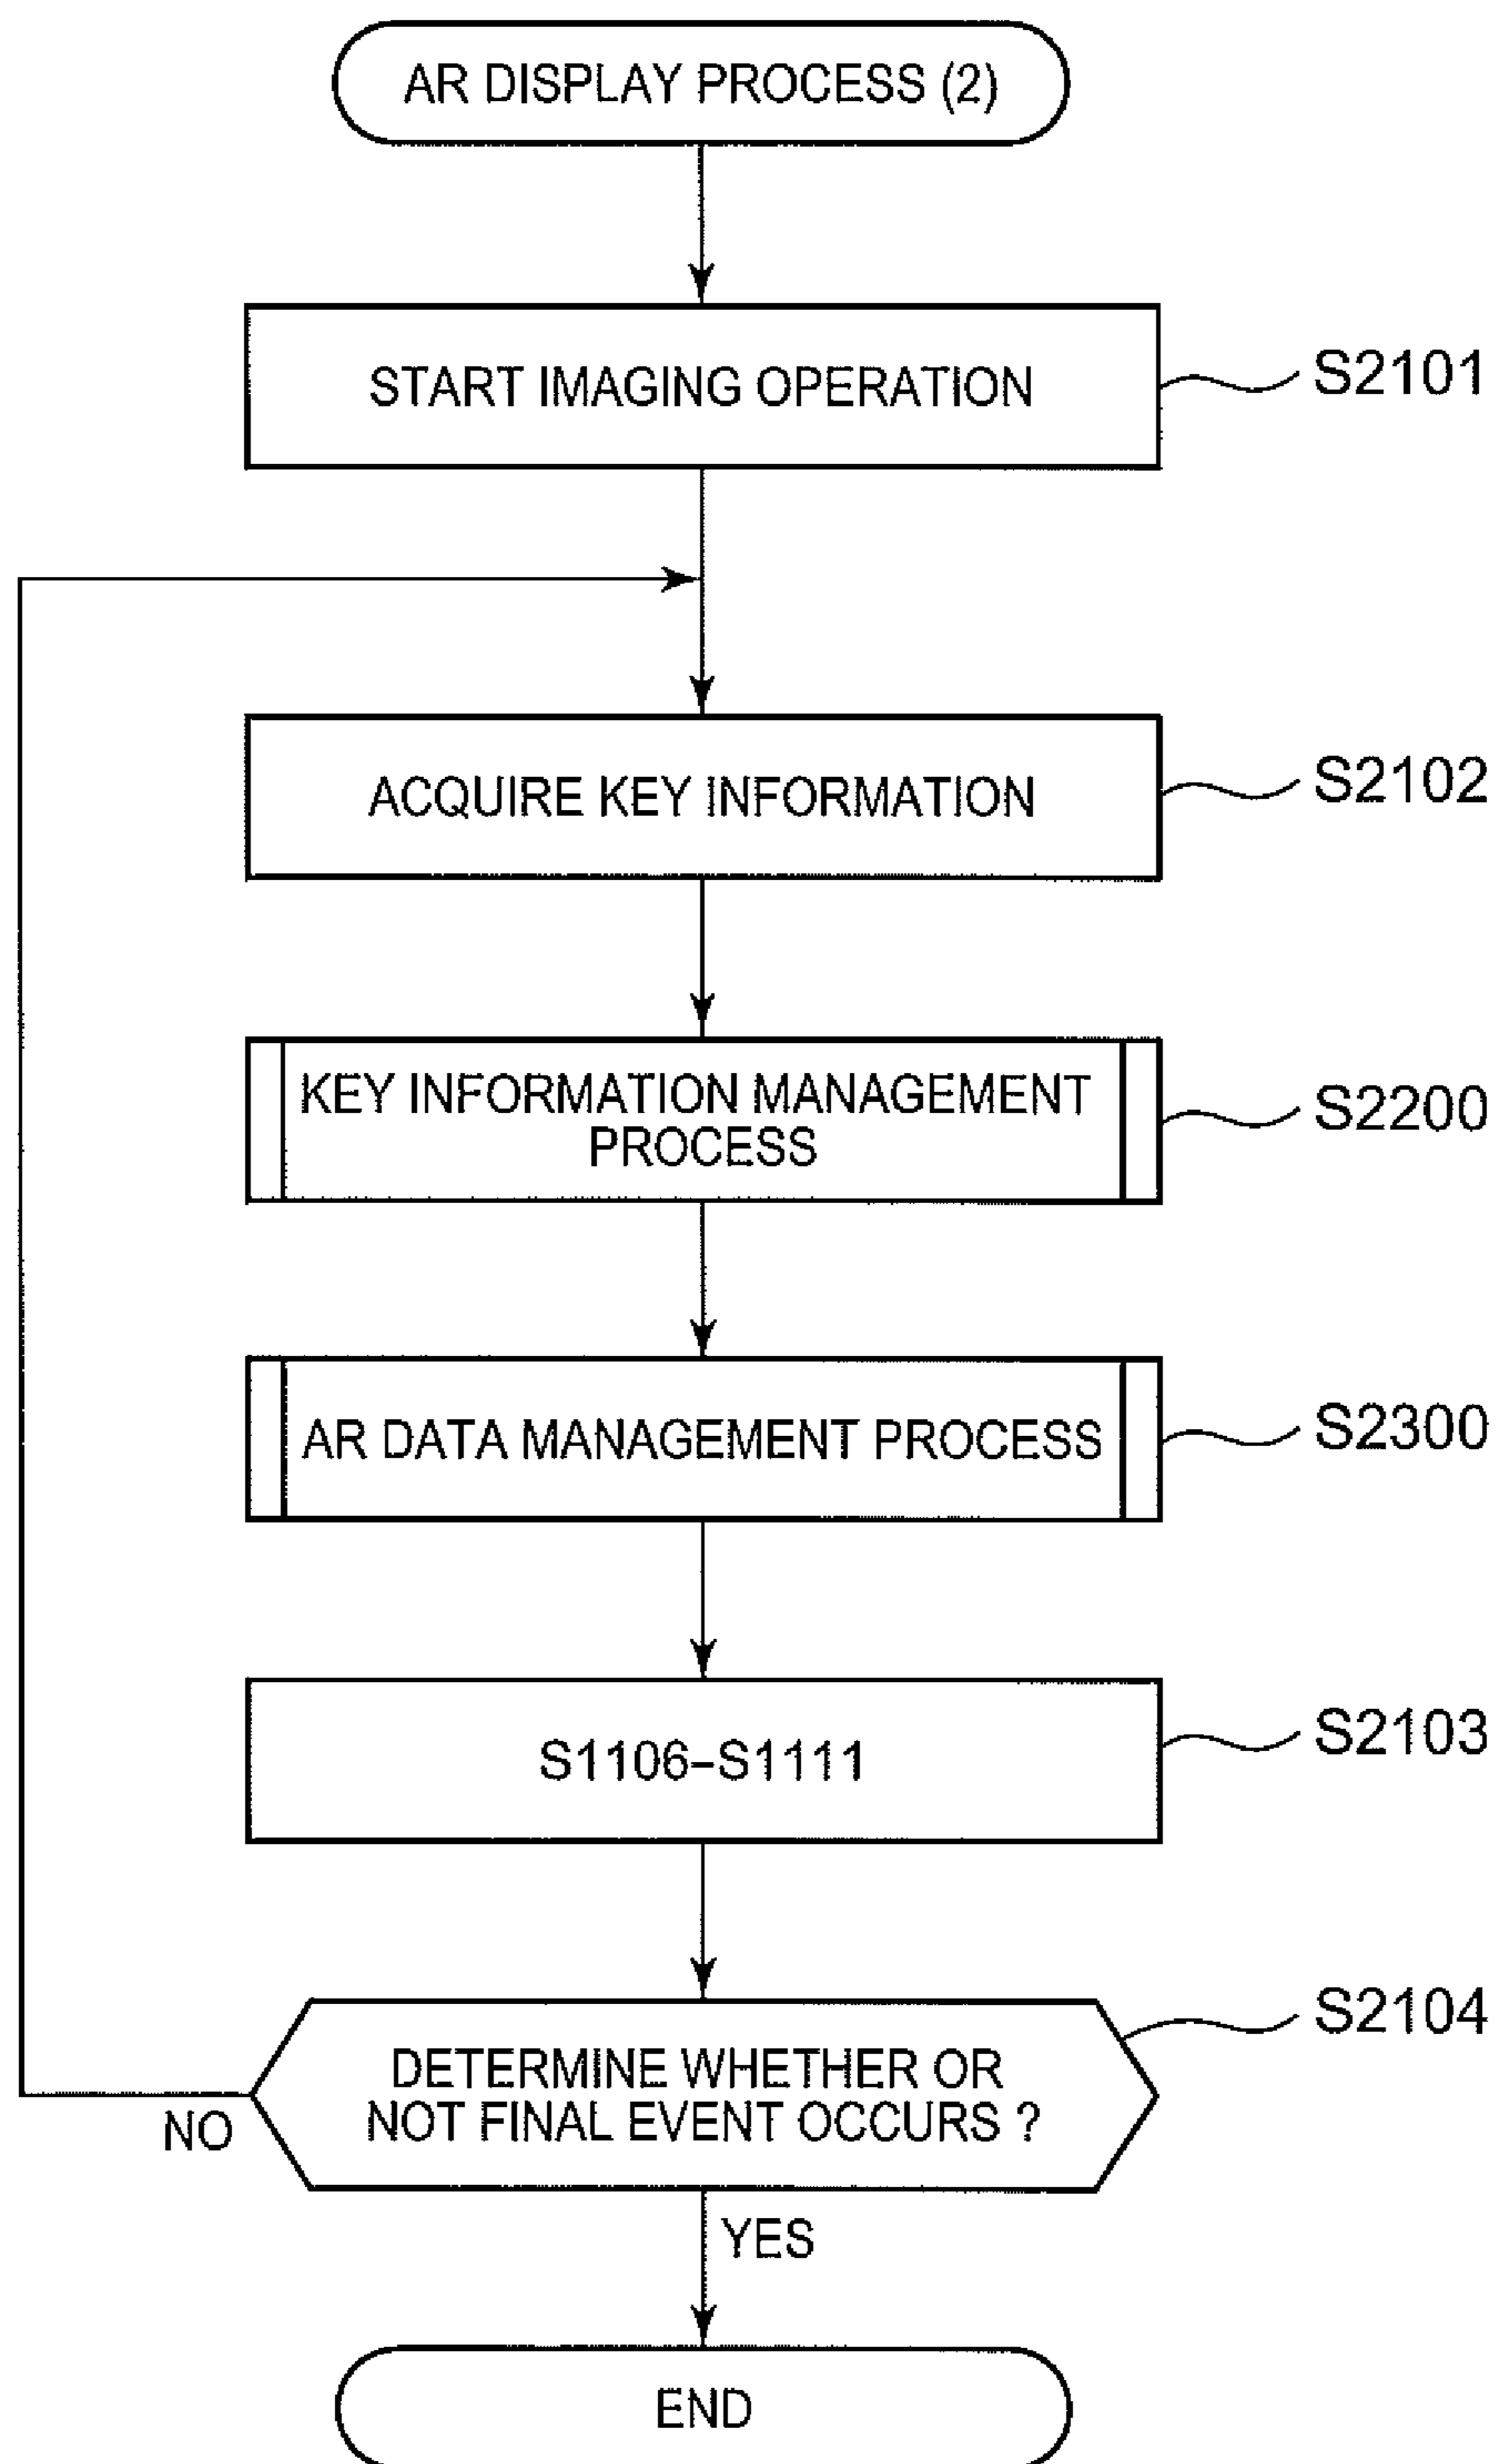 AR DISPLAY PROCESS (2)
START IMAGING OPERATION
S2101
ACQUIRE KEY INFORMATION
S2102
KEY INFORMATION MANAGEMENT
PROCESS
S2200
AR DATA MANAGEMENT PROCESS
S2300
S1106–S1111
S2103
S2104
DETERMINE WHETHER OR
NOT FINAL EVENT OCCURS ?
NO
YES
END